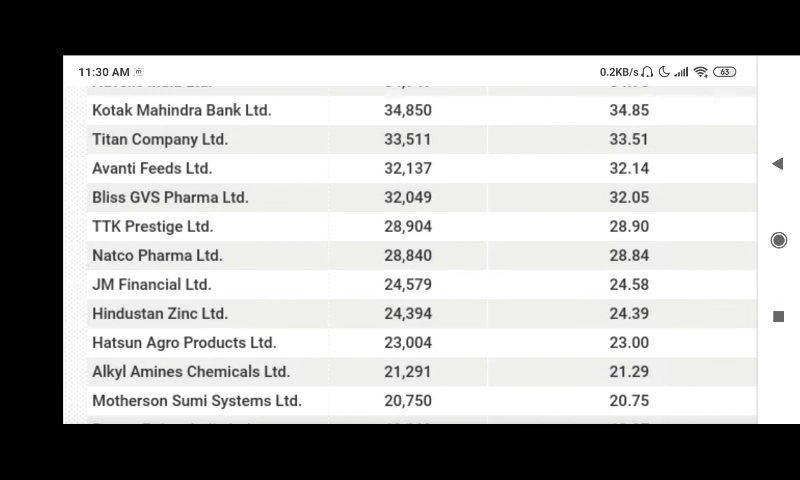 11:30 AM 0.2KB/s 63
Kotak Mahindra Bank Ltd. 34,850 34.85
Titan Company Ltd. 33,511 33.51
Avanti Feeds Ltd. 32,137 32.14
Bliss GVS Pharma Ltd. 32,049 32.05
TTK Prestige Ltd. 28,904 28.90
Natco Pharma Ltd. 28,840 28.84
JM Financial Ltd. 24,579 24.58
Hindustan Zinc Ltd. 24,394 24.39
Hatsun Agro Products Ltd. 23,004 23.00
Alkyl Amines Chemicals Ltd. 21,291 21.29
Motherson Sumi Systems Ltd. 20,750 20.75